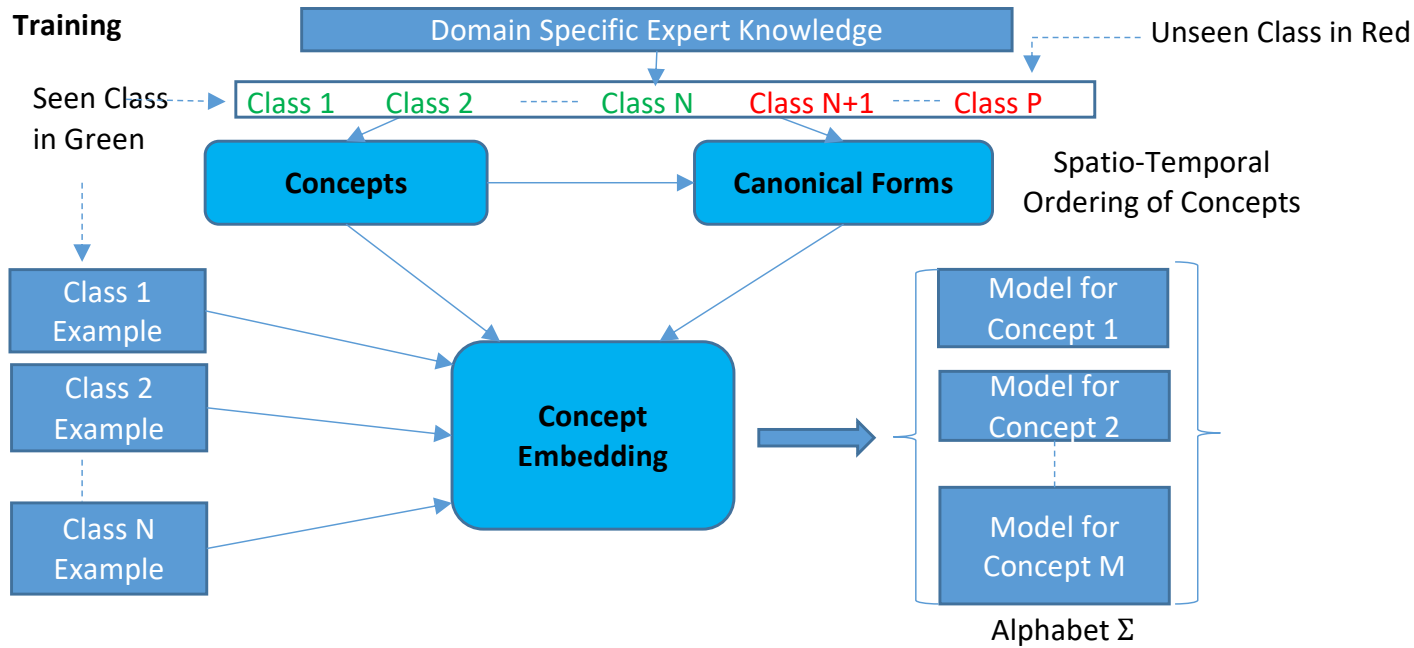 Training
Domain Specific Expert Knowledge
Unseen Class in Red
Seen Class
in Green
Class 1 Class 2 Class N Class N+1 Class P
Concepts
Canonical Forms
Spatio-Temporal
Ordering of Concepts
Class 1
Example
Class 2
Example
Class N
Example
Concept
Embedding
Model for
Concept 1
Model for
Concept 2
Model for
Concept M
Alphabet Σ